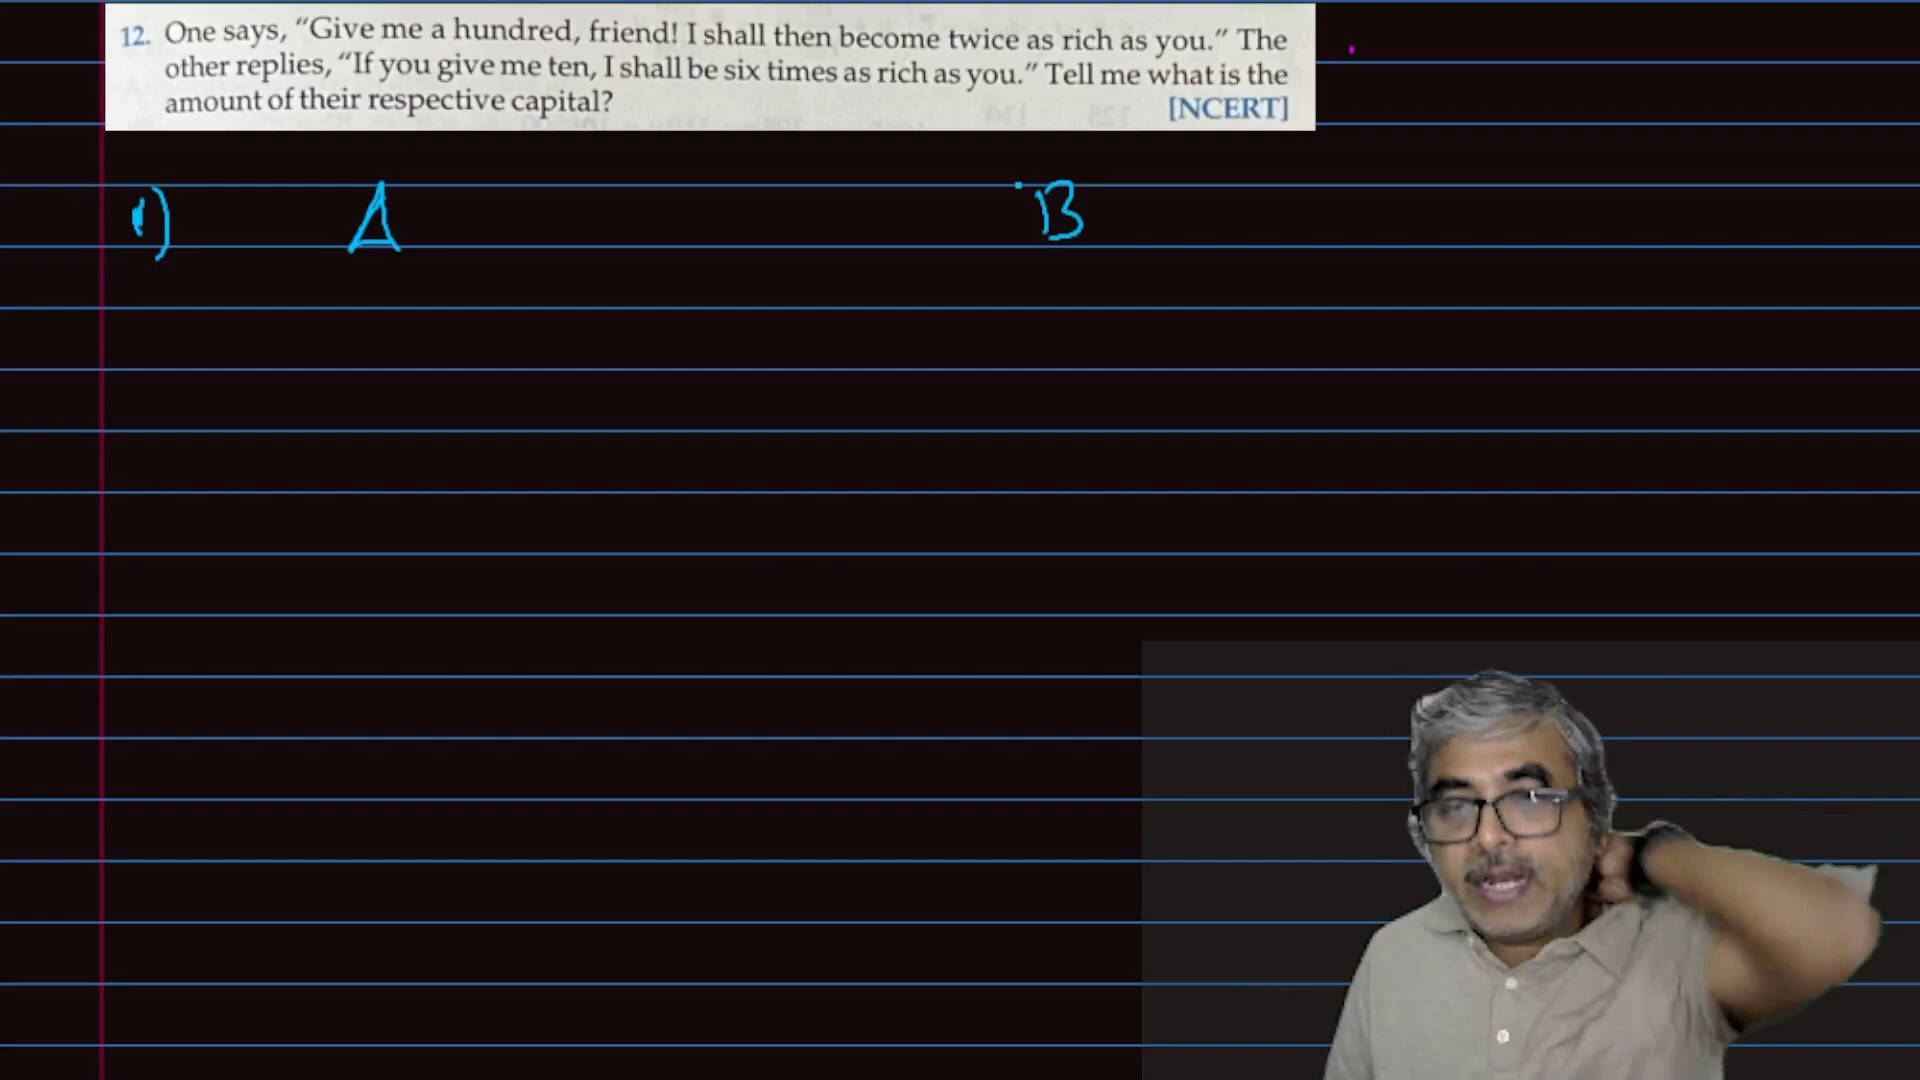 12. One says, “Give me a hundred, friend! I shall then become twice as rich as you.” The
other replies, “If you give me ten, I shall be six times as rich as you.” Tell me what is the
amount of their respective capital? [NCERT]
A B